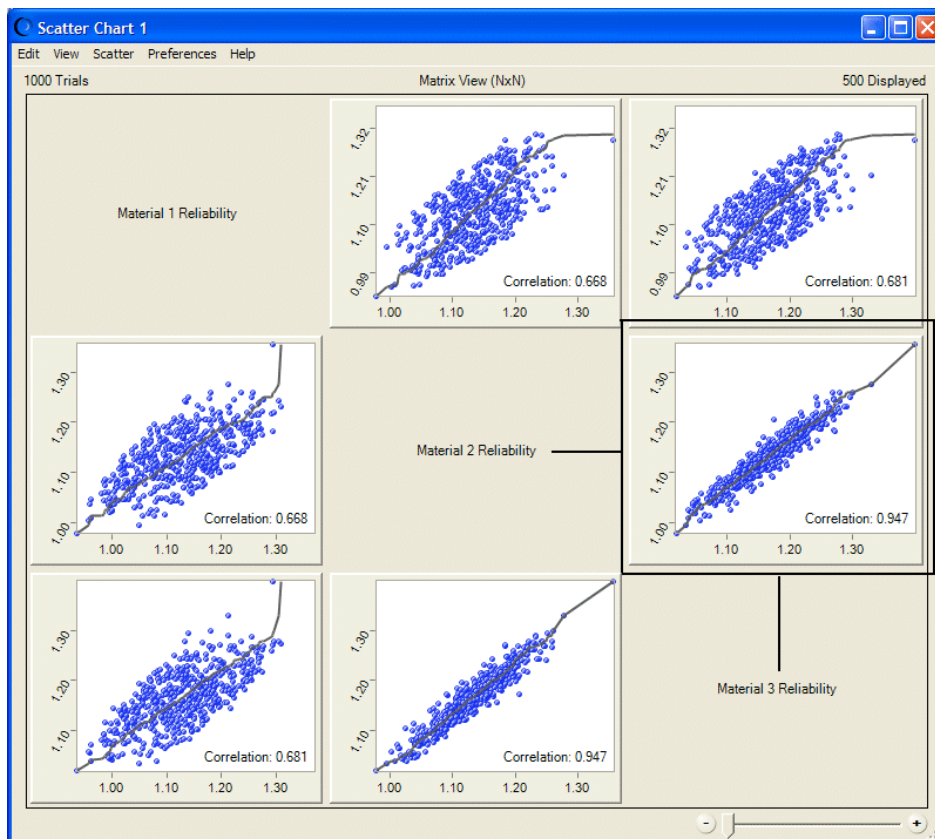 Scatter Chart 1
Edit View Scatter Preferences Help
1000 Trials Matrix View (NxN) 500 Displayed
Material 1 Reliability
1.32
1.21
1.10
0.99
Correlation: 0.668
1.00 1.10 1.20 1.30
1.32
1.21
1.10
0.99
Correlation: 0.681
1.10 1.20 1.30
1.30
1.20
1.10
1.00
Correlation: 0.668
1.00 1.10 1.20 1.30
Material 2 Reliability
1.30
1.20
1.10
1.00
Correlation: 0.947
1.10 1.20 1.30
1.30
1.20
1.10
Correlation: 0.681
1.00 1.10 1.20 1.30
1.30
1.20
1.10
Correlation: 0.947
1.00 1.10 1.20 1.30
Material 3 Reliability